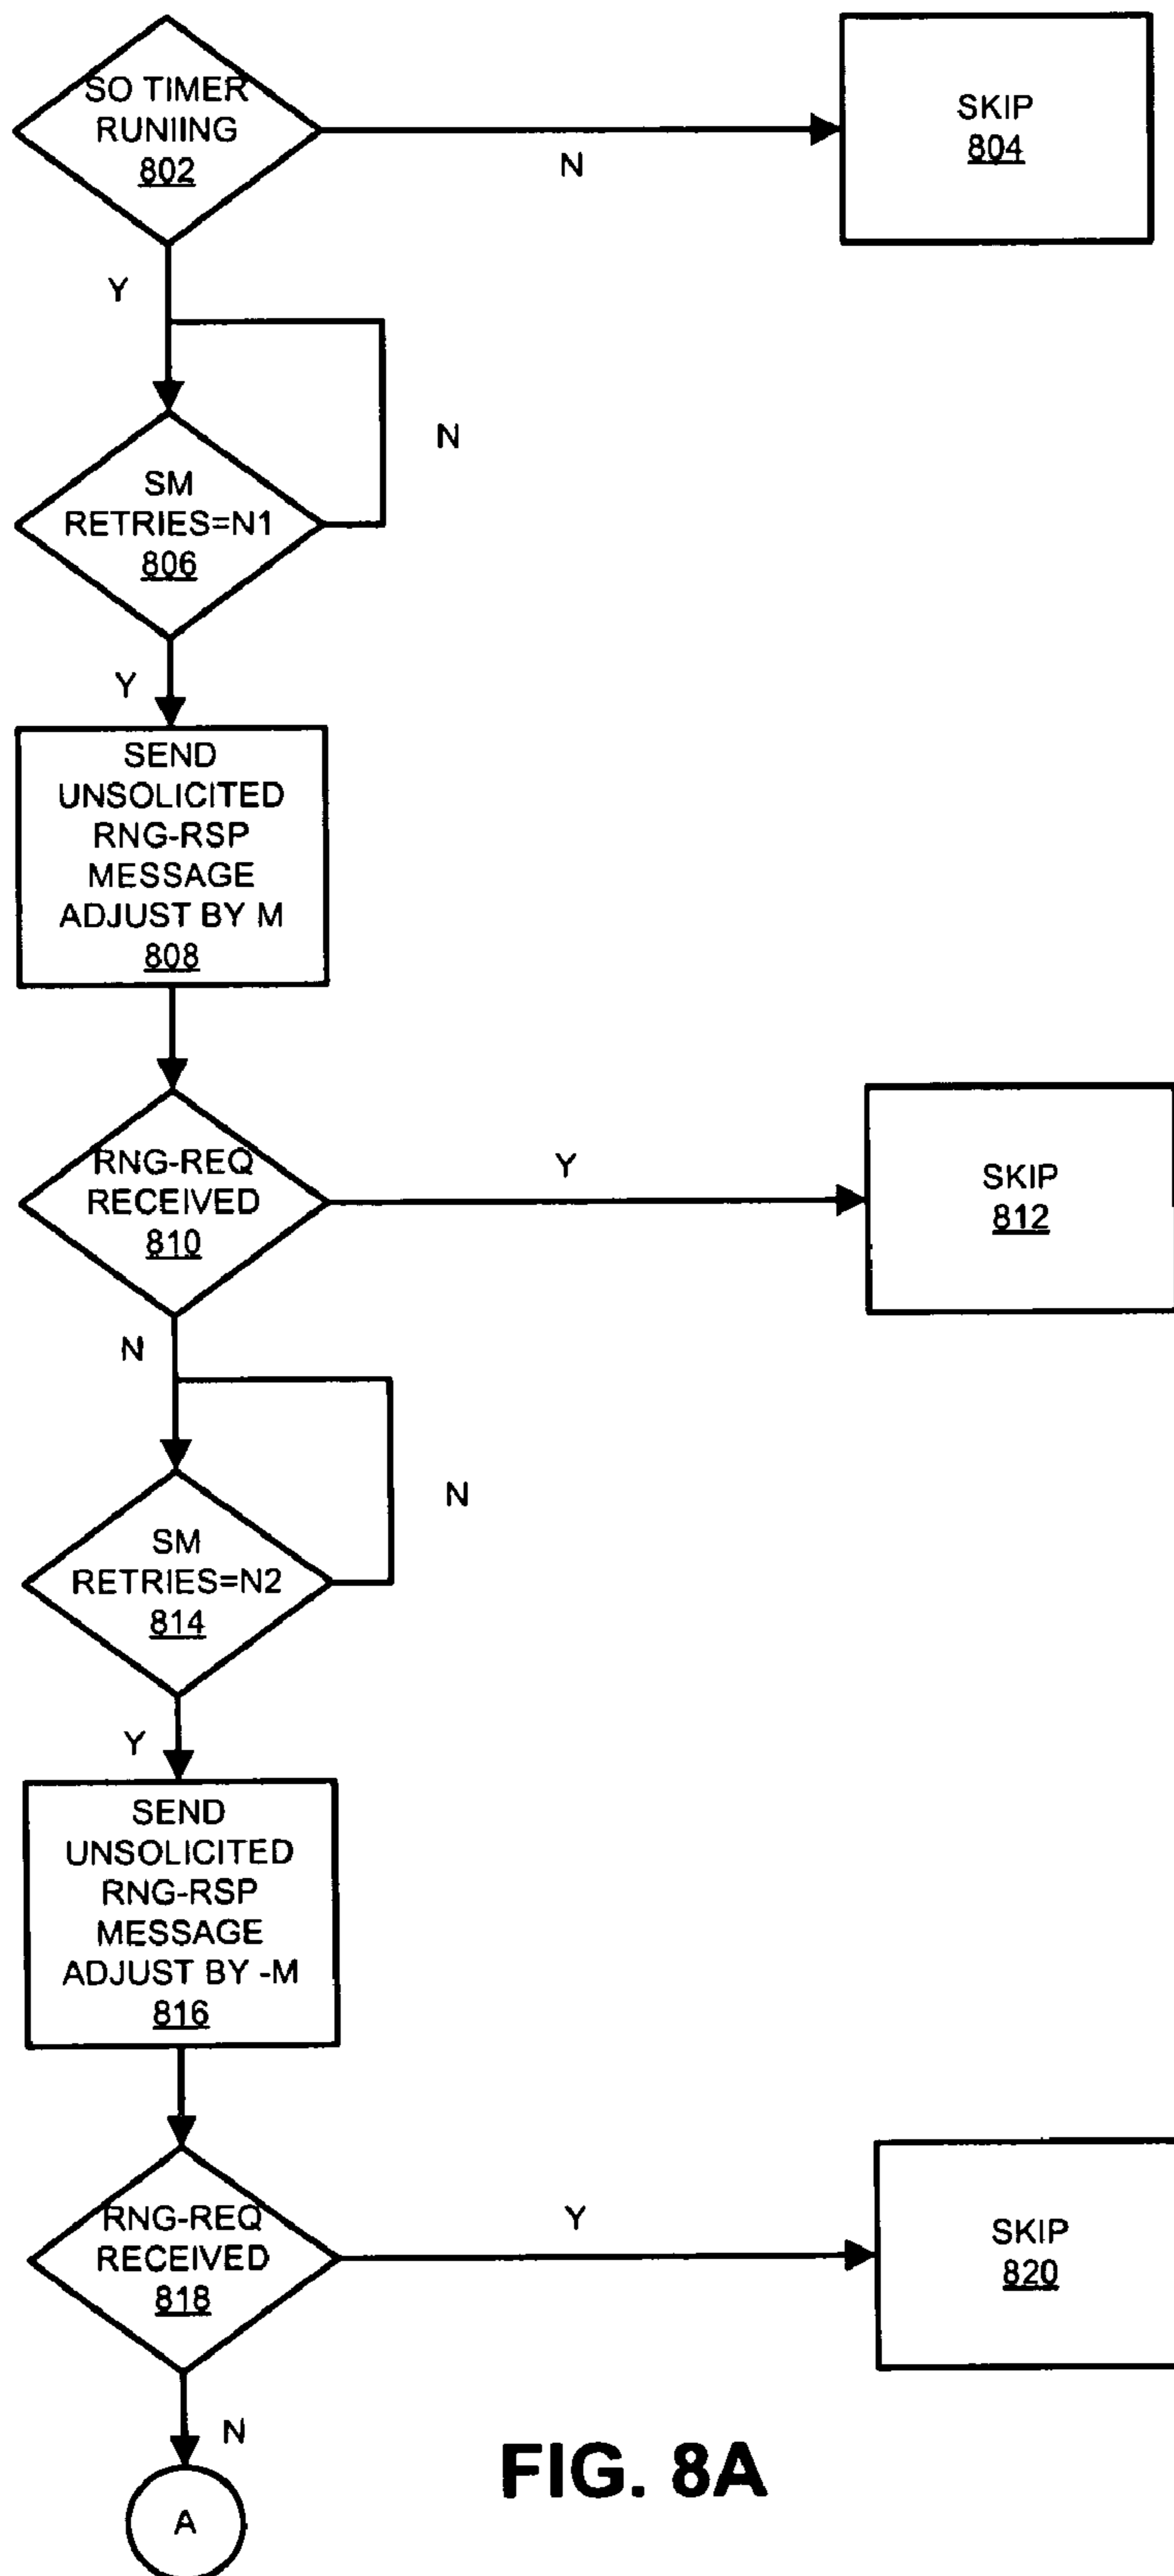 SO TIMER
RUNIING
802
N
SKIP
804
Y
N
SM
RETRIES=N1
806
Y
SEND
UNSOLICITED
RNG-RSP
MESSAGE
ADJUST BY M
808
RNG-REQ
RECEIVED
810
Y
SKIP
812
N
N
SM
RETRIES=N2
814
Y
SEND
UNSOLICITED
RNG-RSP
MESSAGE
ADJUST BY -M
816
RNG-REQ
RECEIVED
818
Y
SKIP
820
N
A
FIG. 8A